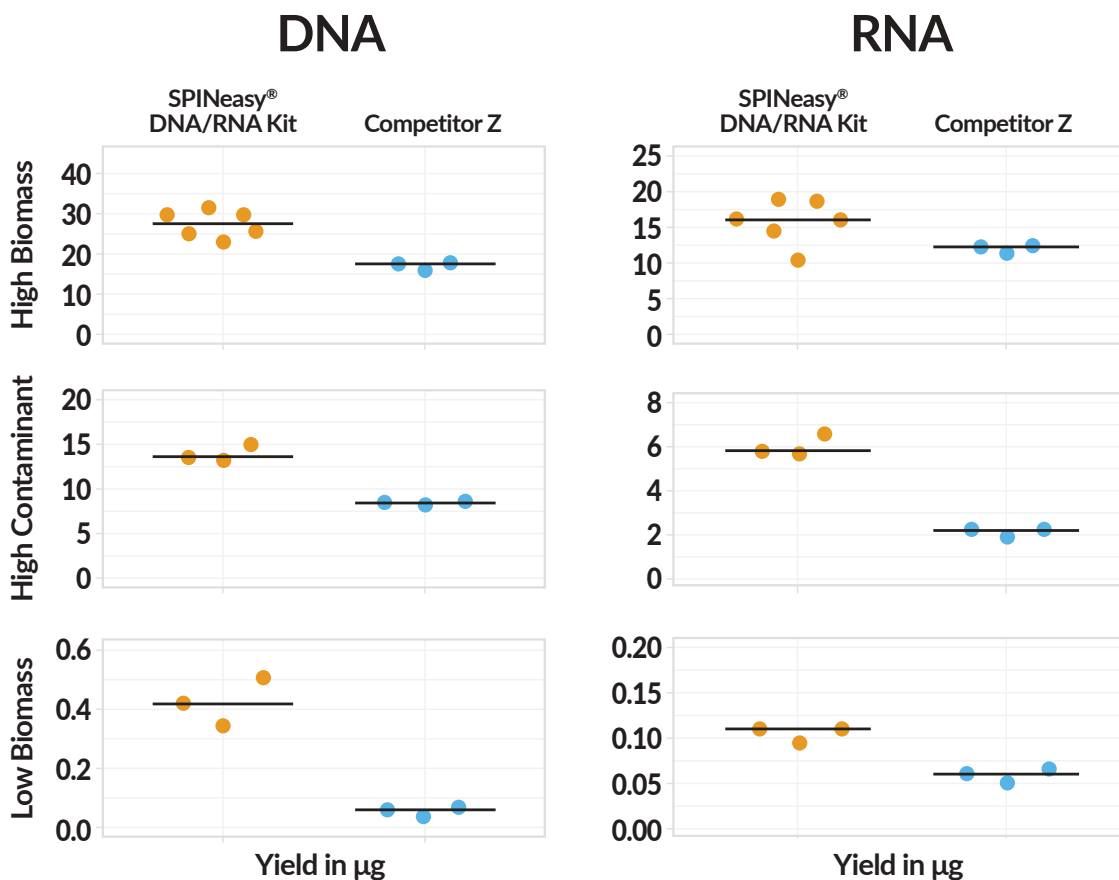 DNA
RNA
SPINeasy®
DNA/RNA Kit
Competitor Z
SPINeasy®
DNA/RNA Kit
Competitor Z
High Biomass
40
30
20
10
0
25
20
15
10
5
0
High Contaminant
20
15
10
5
0
8
6
4
2
0
Low Biomass
0.6
0.4
0.2
0.0
0.20
0.15
0.10
0.05
0.00
Yield in µg
Yield in µg